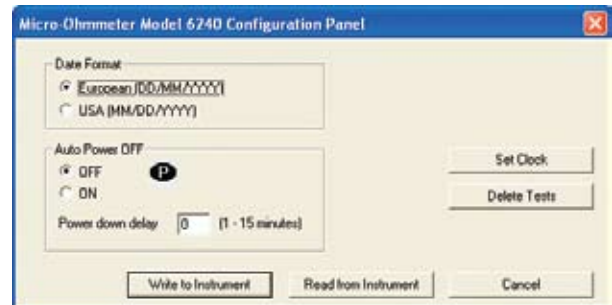 Micro-Ohmmeter Model 6240 Configuration Panel
Date Format
European (DD/MM/YYYY)
USA (MM/DD/YYYY)
Auto Power OFF
OFF
P
ON
Power down delay 0 (1 - 15 minutes)
Set Clock
Delete Tests
Write to Instrument
Read from Instrument
Cancel